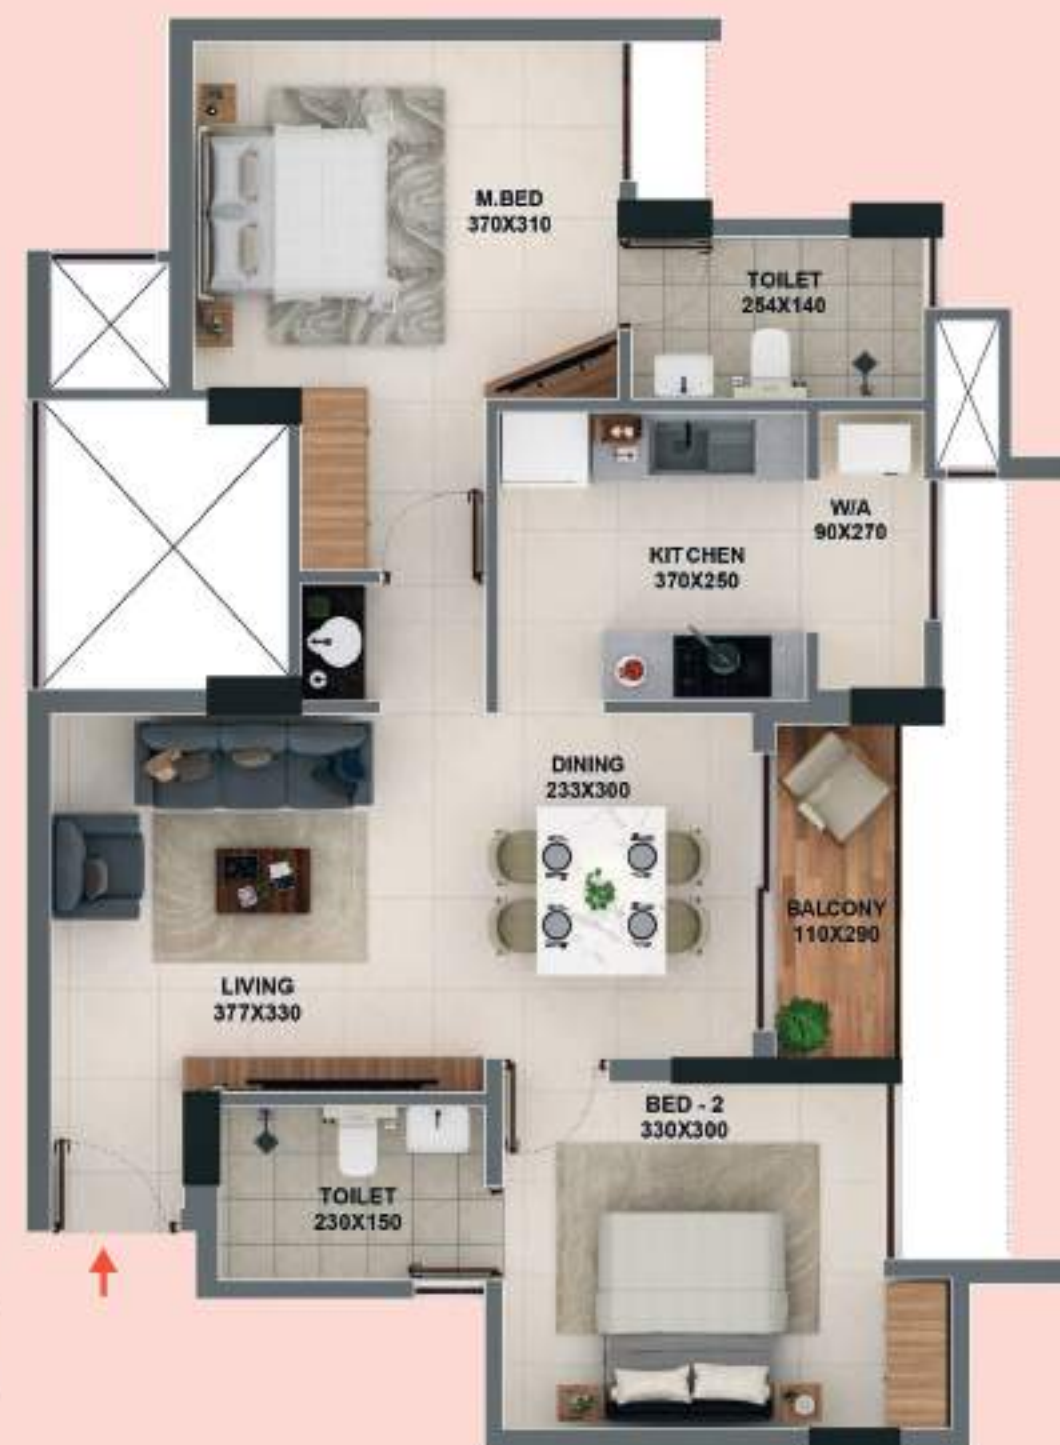 M.BED
370X310
TOILET
254X140
W/A
90X270
KITCHEN
370X250
DINING
233X300
BALCONY
110X290
LIVING
377X330
BED - 2
330X300
TOILET
230X150